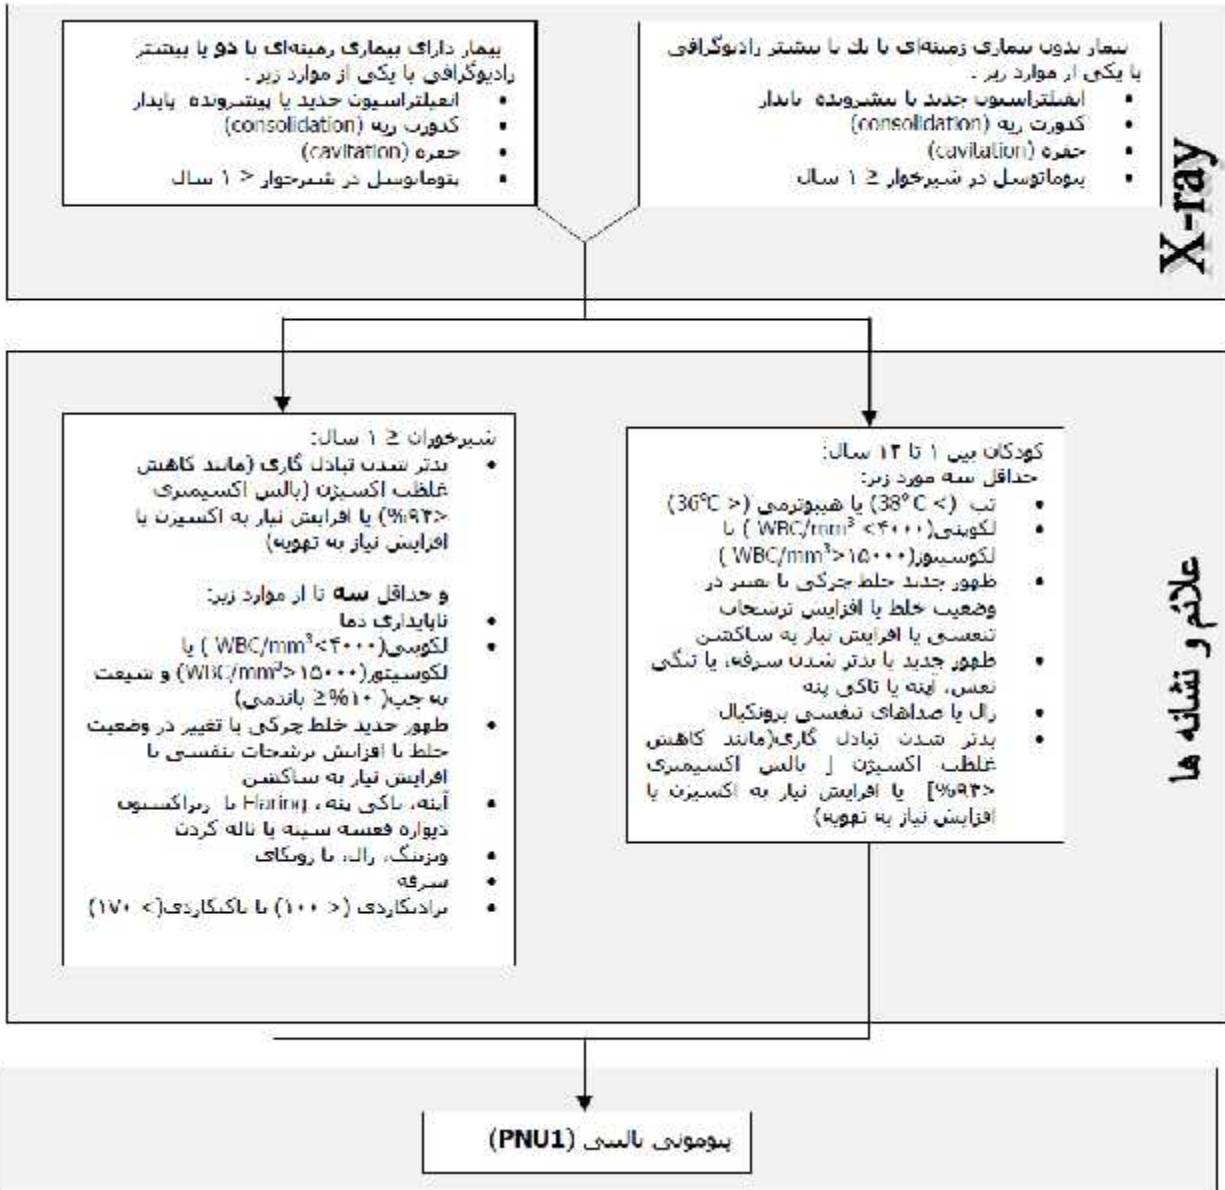 بیمار بدون بیماری زمینه‌ای با یك یا بیشتر رادیوگرافی
با یکی از موارد زیر .
انفیلتراسیون جدید یا پیشرونده پایدار
کدورت ریه (consolidation)
حفره (cavitation)
پنوماتوسل در شیرخوار ≤ ۱ سال
بیمار دارای بیماری زمینه‌ای با دو یا بیشتر
رادیوگرافی با یکی از موارد زیر .
انفیلتراسیون جدید یا پیشرونده پایدار
کدورت ریه (consolidation)
حفره (cavitation)
پنوماتوسل در شیرخوار < ۱ سال
X-ray
کودکان بین ۱ تا ۱۲ سال:
حداقل سه مورد زیر:
تب (> 38°C) یا هیپوترمی (< 36°C)
لکوپنی(۴۰۰۰> WBC/mm³ ) یا
لکوسیتوز(۱۵۰۰۰<WBC/mm³ )
ظهور جدید خلط چرکی یا تغییر در
وضعیت خلط یا افزایش ترشحات
تنفسی یا افزایش نیاز به ساکشن
ظهور جدید یا بدتر شدن سرفه، یا تنگی
نفس، آپنه یا تاکی پنه
رال یا صداهای تنفسی برونکیال
بدتر شدن تبادل گازی(مانند کاهش
غلظت اکسیژن [ پالس اکسیمتری
<۹۴%] یا افزایش نیاز به اکسیژن یا
افزایش نیاز به تهویه)
شیرخوران ≤ ۱ سال:
بدتر شدن تبادل گازی (مانند کاهش
غلظت اکسیژن (پالس اکسیمتری
<۹۴%) یا افزایش نیاز به اکسیژن یا
افزایش نیاز به تهویه)
و حداقل سه تا از موارد زیر:
ناپایداری دما
لکوپنی(۴۰۰۰>WBC/mm³ ) یا
لکوسیتوز(۱۵۰۰۰<WBC/mm³) و شیفت
به چپ( ۱۰%≤ باندمی)
ظهور جدید خلط چرکی یا تغییر در وضعیت
خلط یا افزایش ترشحات تنفسی یا
افزایش نیاز به ساکشن
آپنه، تاکی پنه ، Flaring با رتراکسیون
دیواره قفسه سینه یا ناله کردن
ویزینگ، رال، یا رونکای
سرفه
برادیکاردی (< ۱۰۰) یا تاکیکاردی(> ۱۷۰)
علائم و نشانه ها
پنومونی بالینی (PNU1)